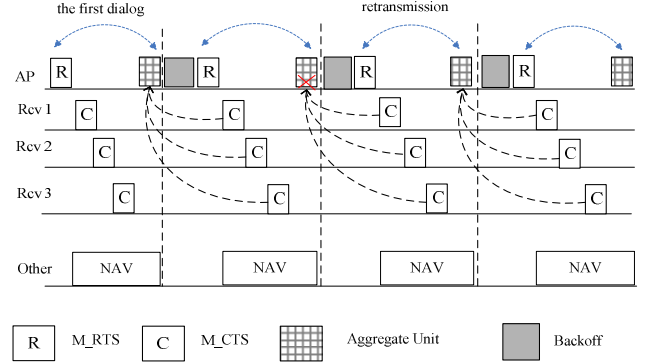 the first dialog
retransmission
AP R R R R
Rcv 1 C C C C
Rcv 2 C C C C
Rcv 3 C C C C
Other NAV NAV NAV NAV
R M_RTS C M_CTS Aggregate Unit Backoff